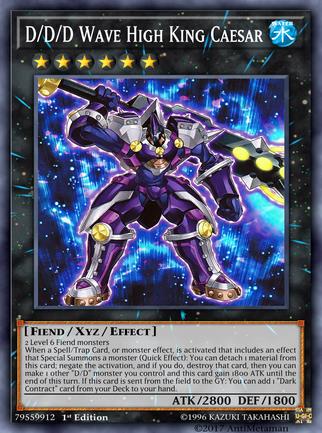 D/D/D Wave High King Caesar
WATER
水
[Fiend / Xyz / Effect]
2 Level 6 Fiend monsters
When a Spell/Trap Card, or monster effect, is activated that includes an effect
that Special Summons a monster (Quick Effect): You can detach 1 material from
this card; negate the activation, and if you do, destroy that card, then you can
make 1 other "D/D" monster you control and this card gain 1800 ATK until the
end of this turn. If this card is sent from the field to the GY: You can add 1 "Dark
Contract" card from your Deck to your hand.
ATK/2800 DEF/1800
79559912 1st Edition ©1996 KAZUKI TAKAHASHI
©2017 AntiMetaman